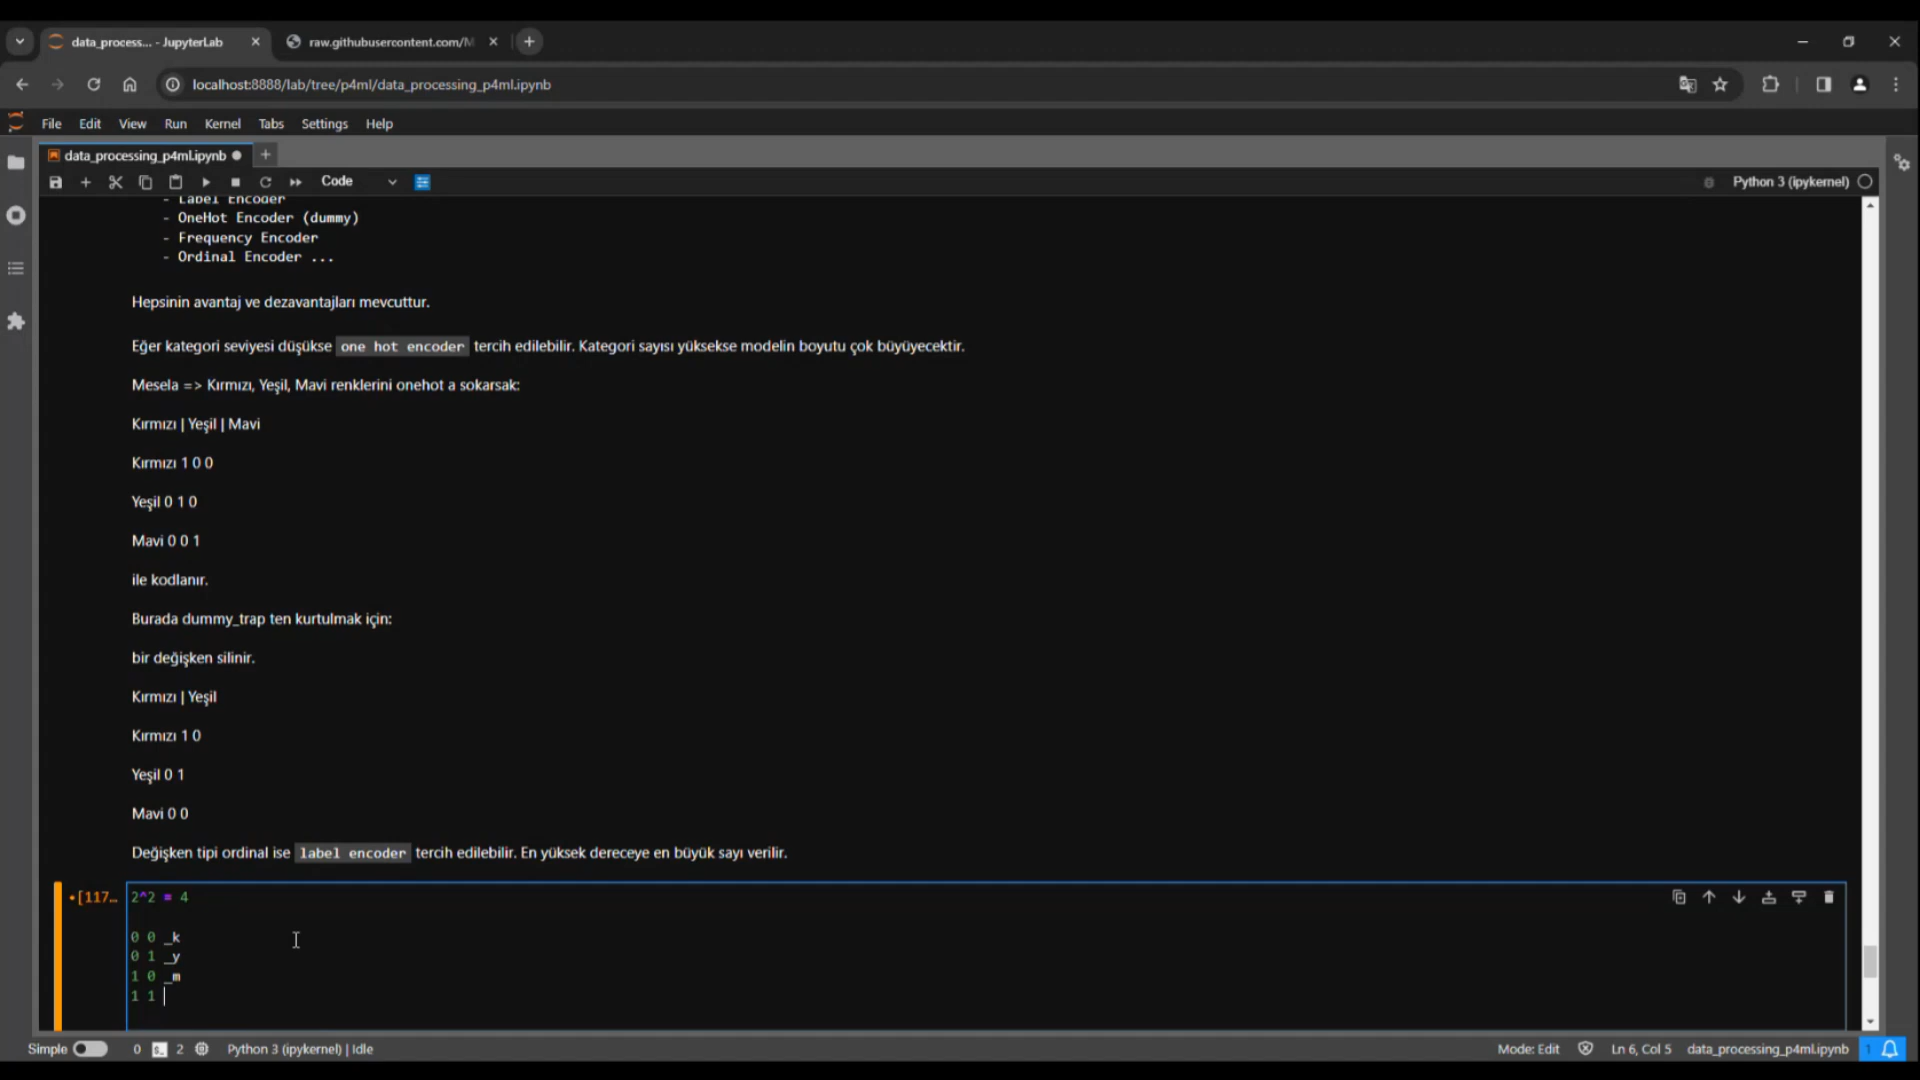 data_process... - JupyterLab
raw.githubusercontent.com/M
localhost:8888/lab/tree/p4ml/data_processing_p4ml.ipynb
File Edit View Run Kernel Tabs Settings Help
data_processing_p4ml.ipynb
Code
Python 3 (ipykernel)
- Label Encoder
- OneHot Encoder (dummy)
- Frequency Encoder
- Ordinal Encoder ...
Hepsinin avantaj ve dezavantajları mevcuttur.
Eğer kategori seviyesi düşükse one hot encoder tercih edilebilir. Kategori sayısı yüksekse modelin boyutu çok büyüyecektir.
Mesela => Kırmızı, Yeşil, Mavi renklerini onehot a sokarsak:
Kırmızı | Yeşil | Mavi
Kırmızı 1 0 0
Yeşil 0 1 0
Mavi 0 0 1
ile kodlanır.
Burada dummy_trap ten kurtulmak için:
bir değişken silinir.
Kırmızı | Yeşil
Kırmızı 1 0
Yeşil 0 1
Mavi 0 0
Değişken tipi ordinal ise label encoder tercih edilebilir. En yüksek dereceye en büyük sayı verilir.
•[117... 2^2 = 4
0 0 _k
0 1 _y
1 0 _m
1 1
Simple 0 2 Python 3 (ipykernel) | Idle
Mode: Edit Ln 6, Col 5 data_processing_p4ml.ipynb 1